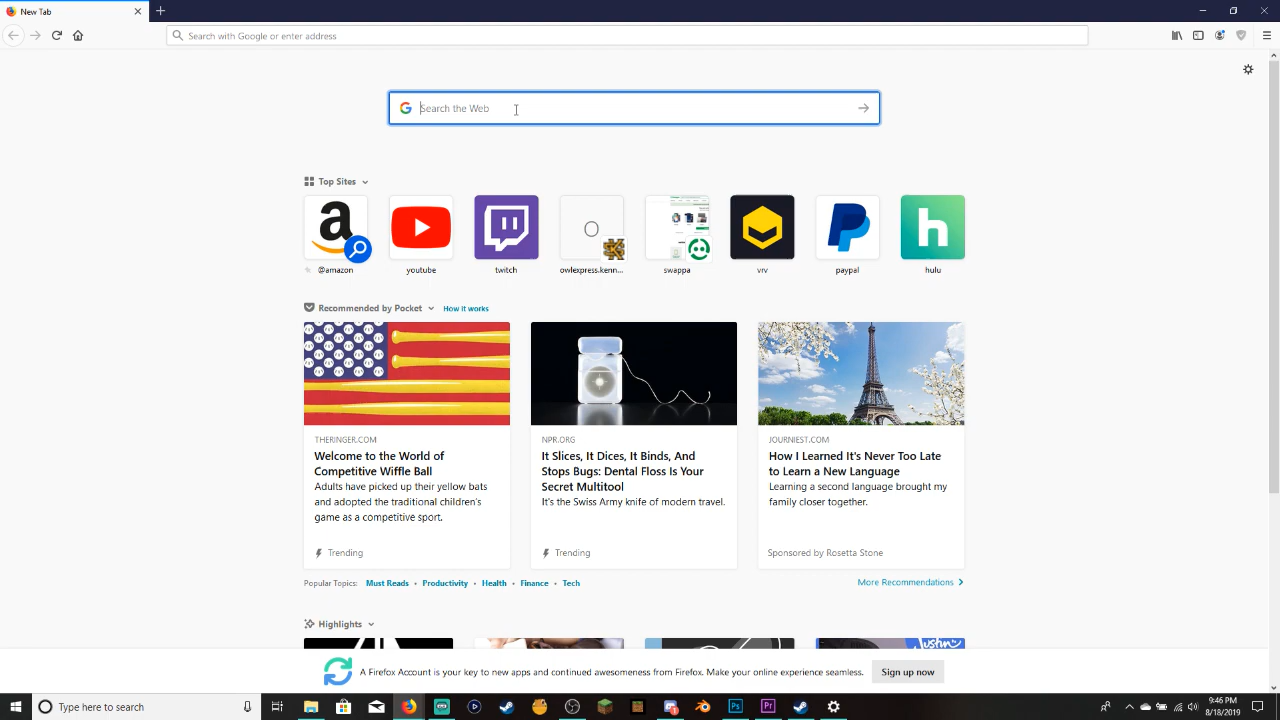 New Tab
Search with Google or enter address
Search the Web
Top Sites
a
h
O
@amazon youtube twitch owlexpress.kenn... swappa vrv paypal hulu
Recommended by Pocket How it works
THERINGER.COM
Welcome to the World of
Competitive Wiffle Ball
Adults have picked up their yellow bats
and adopted the traditional children's
game as a competitive sport.
Trending
NPR.ORG
It Slices, It Dices, It Binds, And
Stops Bugs: Dental Floss Is Your
Secret Multitool
It's the Swiss Army knife of modern travel.
Trending
JOURNIEST.COM
How I Learned It's Never Too Late
to Learn a New Language
Learning a second language brought my
family closer together.
Sponsored by Rosetta Stone
Popular Topics: Must Reads • Productivity • Health • Finance • Tech
More Recommendations
Highlights
A Firefox Account is your key to new apps and continued awesomeness from Firefox. Make your online experience seamless.
Sign up now
Type here to search
Ps
Pr
9:46 PM
8/18/2019